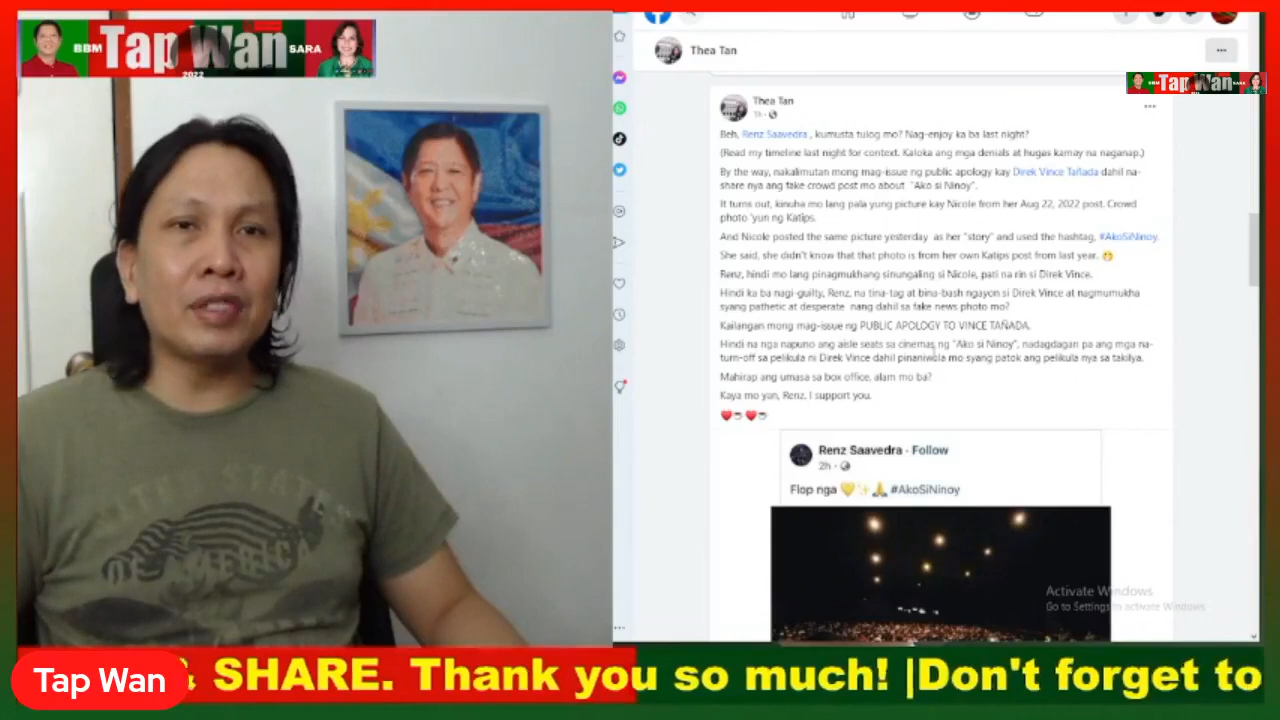 BBM Tap Wan SARA
2022
Thea Tan
BBM Tap Wan SARA
Thea Tan
1h
Beh, Renz Saavedra , kumusta tulog mo? Nag-enjoy ka ba last night?
(Read my timeline last night for context. Kaloka ang mga denials at hugas kamay na naganap.)
By the way, nakalimutan mong mag-issue ng public apology kay Direk Vince Tañada dahil na-
share nya ang fake crowd post mo about "Ako si Ninoy".
It turns out, kinuha mo lang pala yung picture kay Nicole from her Aug 22, 2022 post. Crowd
photo 'yun ng Katips.
And Nicole posted the same picture yesterday as her "story" and used the hashtag, #AkoSiNinoy.
She said, she didn't know that that photo is from her own Katips post from last year.
Renz, hindi mo lang pinagmukhang sinungaling si Nicole, pati na rin si Direk Vince.
Hindi ka ba nagi-guilty, Renz, na tina-tag at bina-bash ngayon si Direk Vince at nagmumukha
syang pathetic at desperate nang dahil sa fake news photo mo?
Kailangan mong mag-issue ng PUBLIC APOLOGY TO VINCE TAÑADA.
Hindi na nga napuno ang aisle seats sa cinemas ng "Ako si Ninoy", nadagdagan pa ang mga na-
turn-off sa pelikula ni Direk Vince dahil pinaniwala mo syang patok ang pelikula nya sa takilya.
Mahirap ang umasa sa box office, alam mo ba?
Kaya mo yan, Renz. I support you.
Renz Saavedra · Follow
2h
Flop nga 💛✨🙏 #AkoSiNinoy
Activate Windows
Go to Settings to activate Windows
STATES
OF AMERICA
Tap Wan
& SHARE. Thank you so much! |Don't forget to